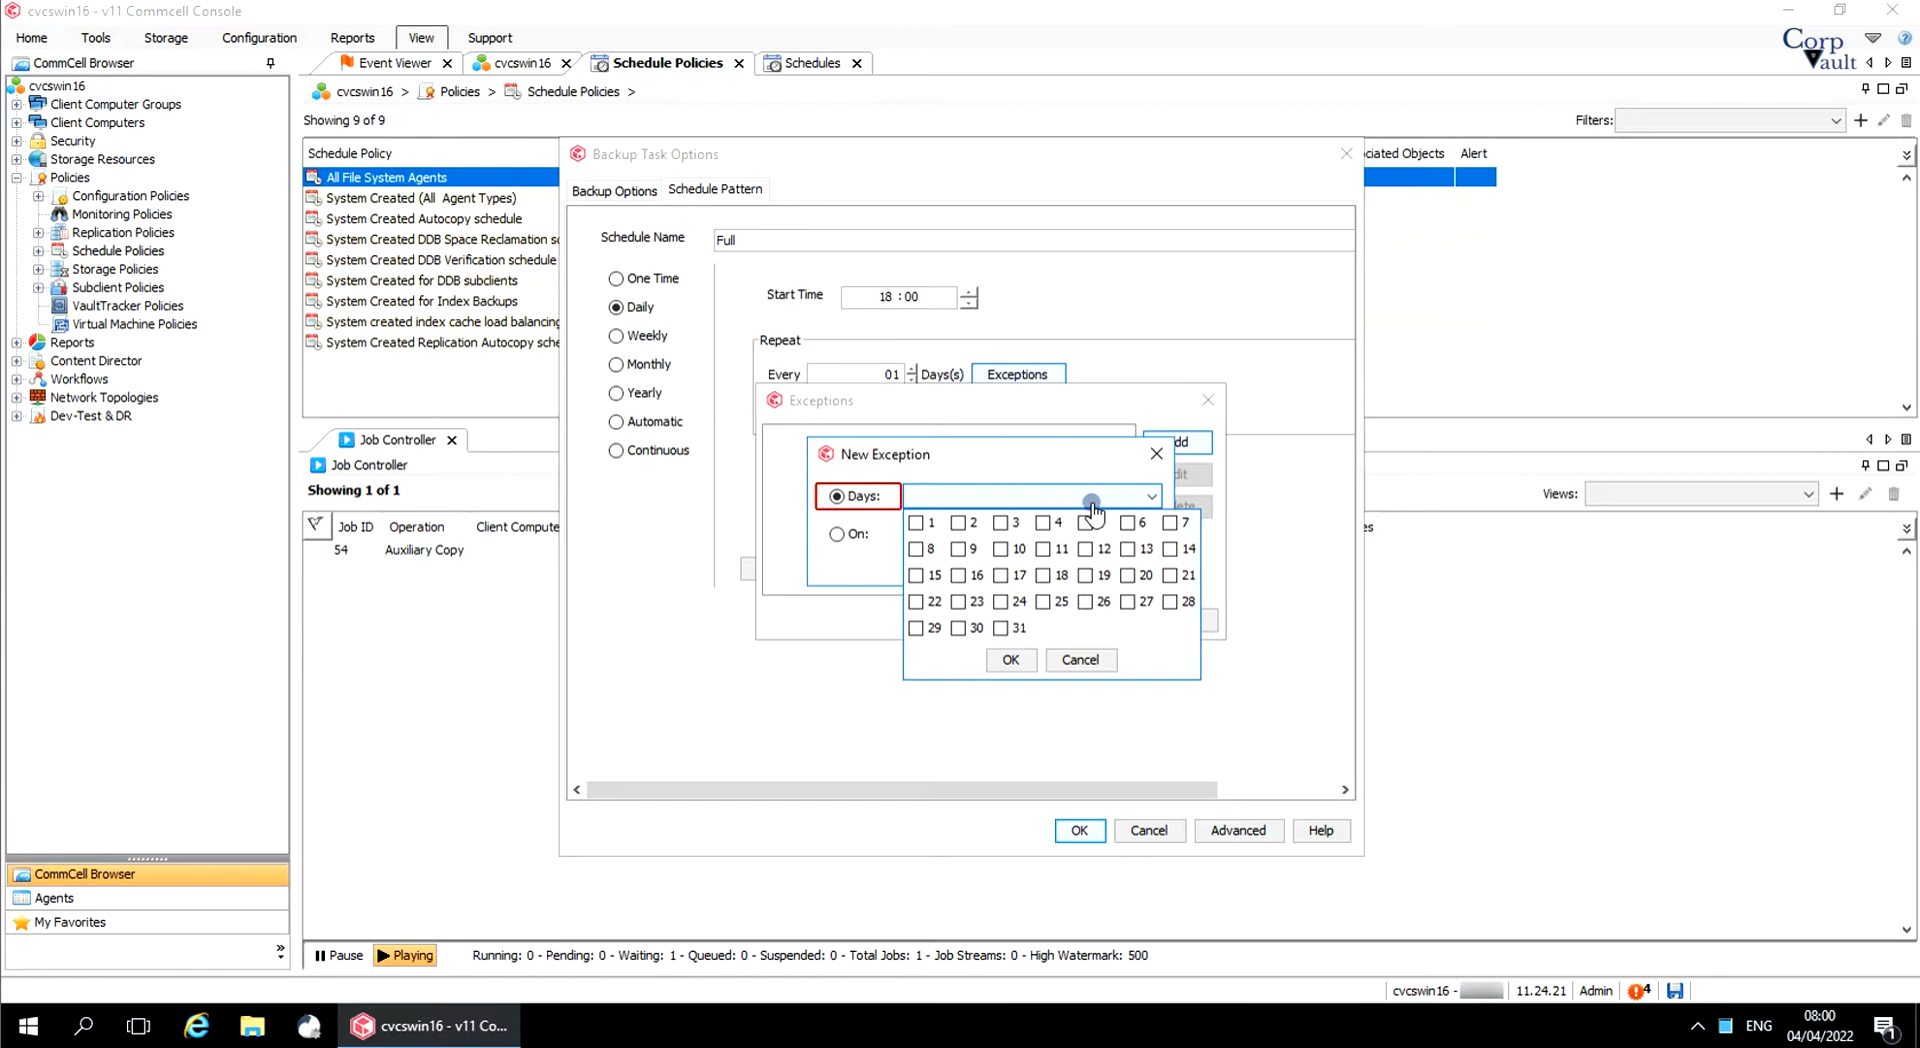 cvcswin16 - v11 Commcell Console
Home Tools Storage Configuration Reports View Support
Corp Vault
CommCell Browser
Event Viewer cvcswin16 Schedule Policies Schedules
cvcswin16
Client Computer Groups
Client Computers
Security
Storage Resources
Policies
Configuration Policies
Monitoring Policies
Replication Policies
Schedule Policies
Storage Policies
Subclient Policies
VaultTracker Policies
Virtual Machine Policies
Reports
Content Director
Workflows
Network Topologies
Dev-Test & DR
CommCell Browser
Agents
My Favorites
cvcswin16 > Policies > Schedule Policies >
Showing 9 of 9
Filters:
Schedule Policy
ciated Objects Alert
All File System Agents
System Created (All Agent Types)
System Created Autocopy schedule
System Created DDB Space Reclamation sc
System Created DDB Verification schedule
System Created for DDB subclients
System Created for Index Backups
System created index cache load balancing
System Created Replication Autocopy sche
Backup Task Options
Backup Options Schedule Pattern
Schedule Name Full
One Time
Daily
Weekly
Monthly
Yearly
Automatic
Continuous
Start Time 18 : 00
Repeat
Every 01 Days(s) Exceptions
Exceptions
dd
dit
New Exception
Days:
On:
1 2 3 4 6 7
8 9 10 11 12 13 14
15 16 17 18 19 20 21
22 23 24 25 26 27 28
29 30 31
OK Cancel
OK Cancel Advanced Help
Job Controller
Job Controller
Showing 1 of 1
Views:
Job ID Operation Client Compute
es
54 Auxiliary Copy
Pause Playing Running: 0 - Pending: 0 - Waiting: 1 - Queued: 0 - Suspended: 0 - Total Jobs: 1 - Job Streams: 0 - High Watermark: 500
cvcswin16 - 11.24.21 Admin 4
cvcswin16 - v11 Co...
ENG
08:00
04/04/2022
1